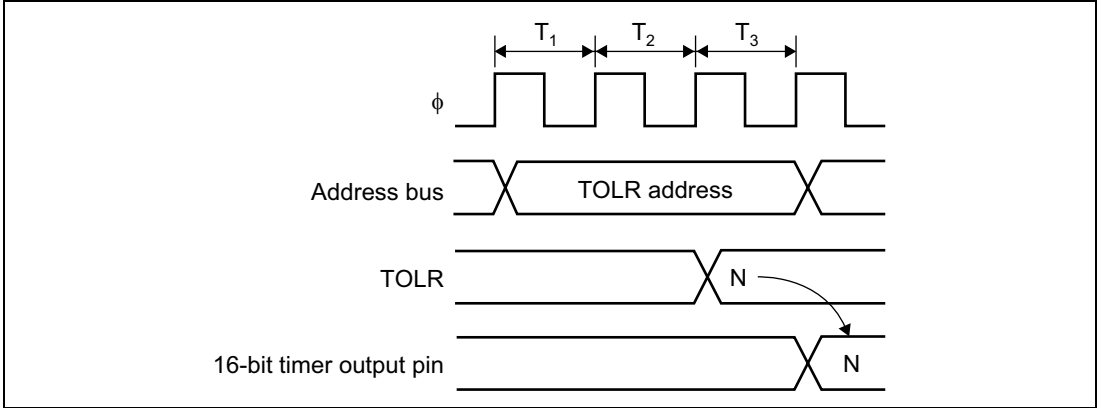 T1 T2 T3
ϕ
Address bus TOLR address
TOLR N
16-bit timer output pin N